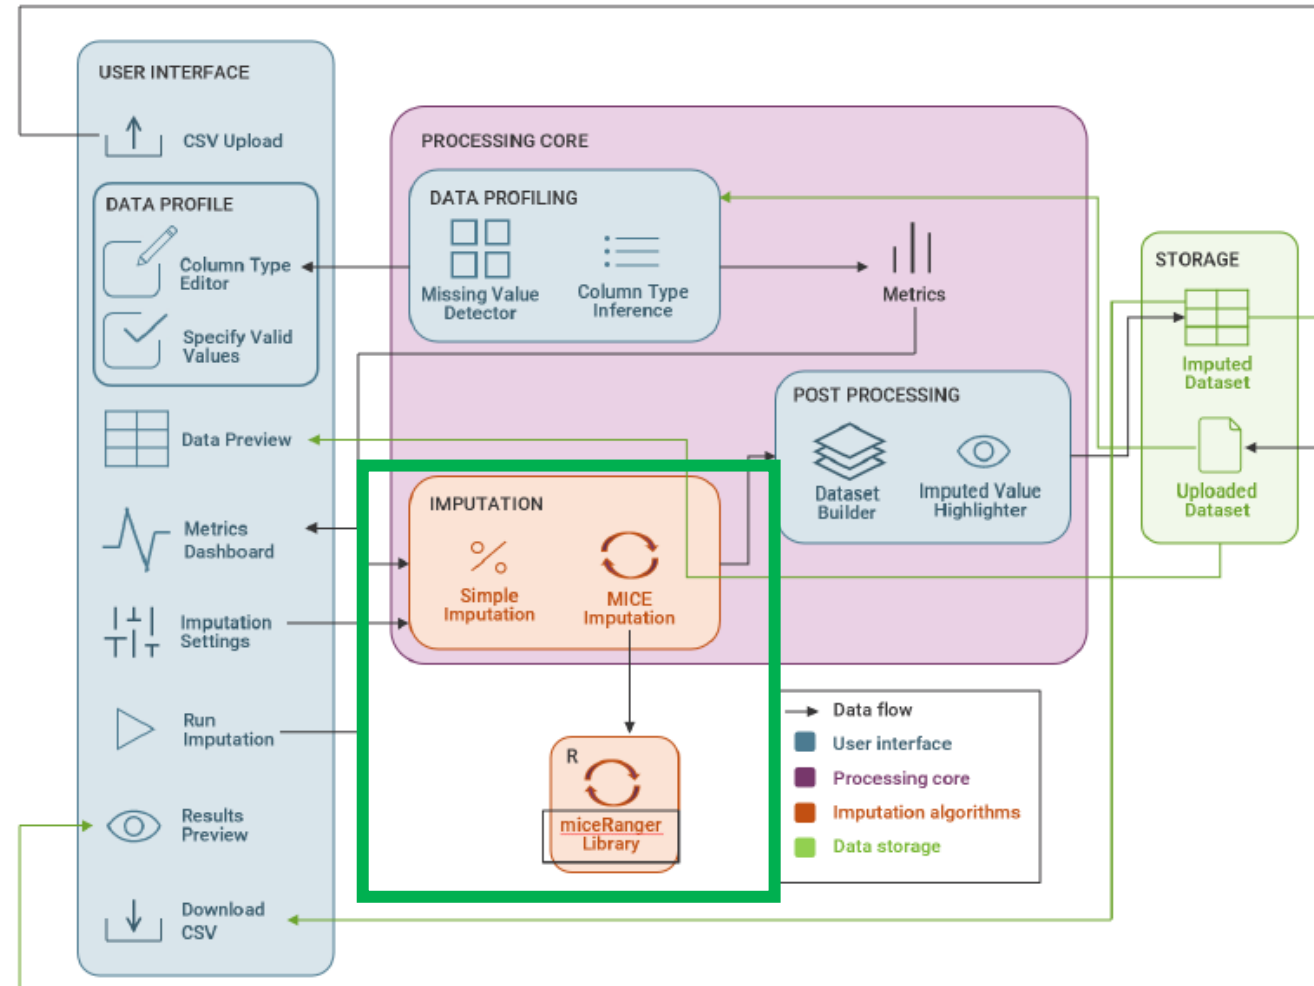 USER INTERFACE
CSV Upload
DATA PROFILE
Column Type
Editor
Specify Valid
Values
Data Preview
Metrics
Dashboard
Imputation
Settings
Run
Imputation
Results
Preview
Download
CSV
PROCESSING CORE
DATA PROFILING
Missing Value
Detector
Column Type
Inference
Metrics
POST PROCESSING
Dataset
Builder
Imputed Value
Highlighter
IMPUTATION
Simple
Imputation
MICE
Imputation
R
miceRanger
Library
STORAGE
Imputed
Dataset
Uploaded
Dataset
Data flow
User interface
Processing core
Imputation algorithms
Data storage